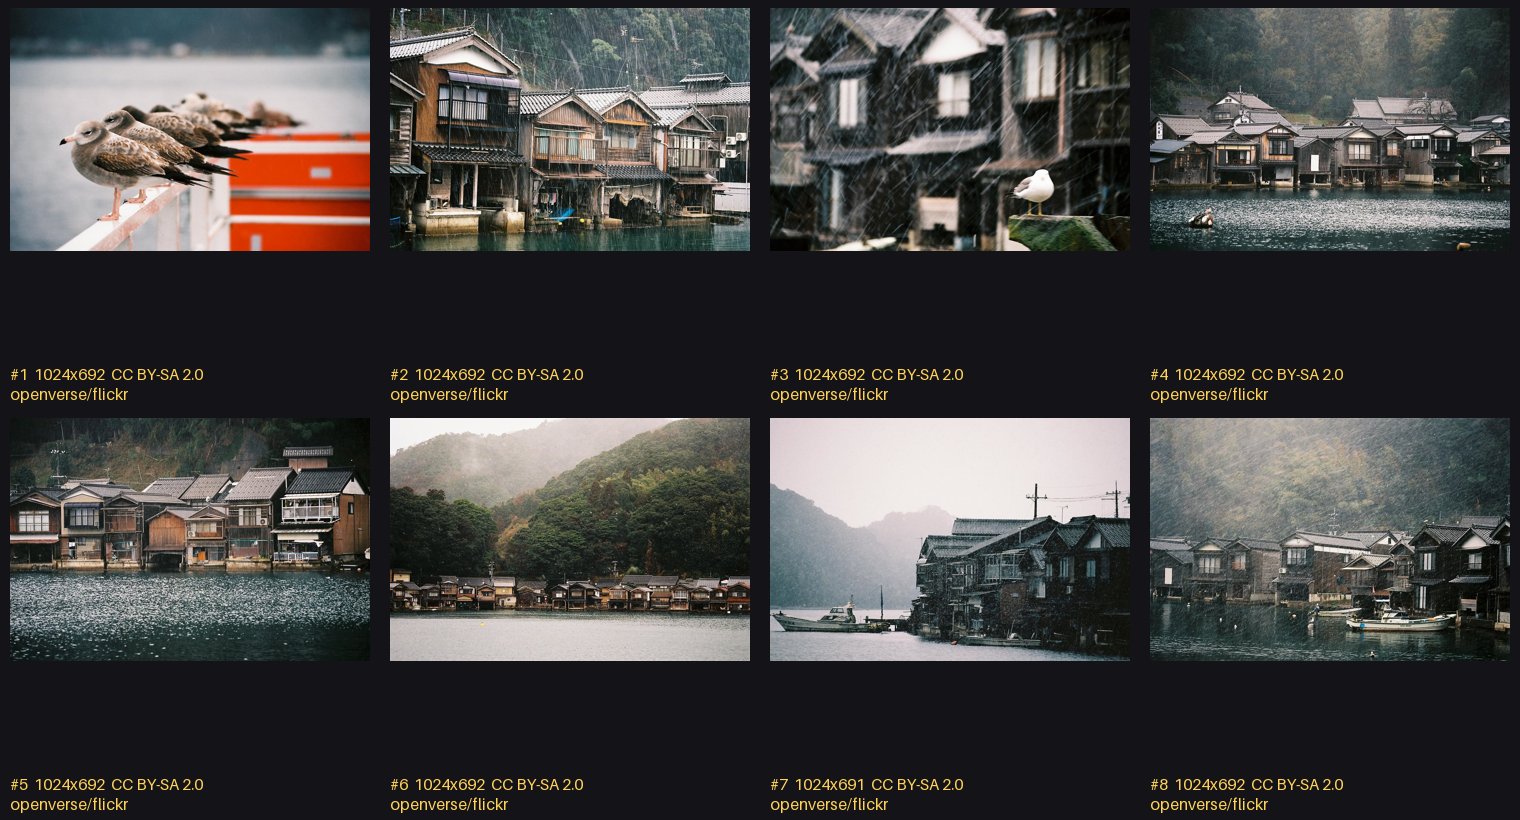 #1 1024x692 CC BY-SA 2.0
openverse/flickr
#2 1024x692 CC BY-SA 2.0
openverse/flickr
#3 1024x692 CC BY-SA 2.0
openverse/flickr
#4 1024x692 CC BY-SA 2.0
openverse/flickr
#5 1024x692 CC BY-SA 2.0
openverse/flickr
#6 1024x692 CC BY-SA 2.0
openverse/flickr
#7 1024x691 CC BY-SA 2.0
openverse/flickr
#8 1024x692 CC BY-SA 2.0
openverse/flickr